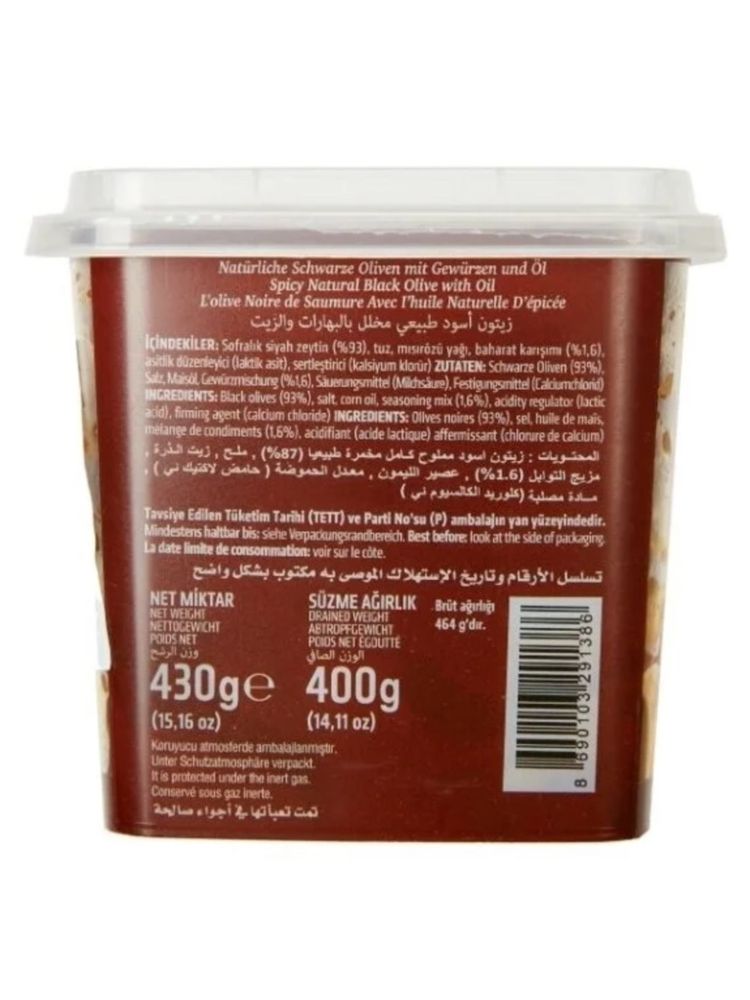 Natürliche Schwarze Oliven mit Gewürzen und Öl
Spicy Natural Black Olive with Oil
L'olive Noire de Saumure Avec l'huile Naturelle D'épicée
زيتون أسود طبيعي مخلل بالبهارات والزيت
İÇİNDEKİLER: Sofralık siyah zeytin (%93), tuz, mısırözü yağı, baharat karışımı (%1,6),
asitlik düzenleyici (laktik asit), sertleştirici (kalsiyum klorür) ZUTATEN: Schwarze Oliven (93%),
Salz, Maisöl, Gewürzmischung (%1,6), Säuerungsmittel (Milchsäure), Festigungsmittel (Calciumchlorid)
INGREDIENTS: Black olives (93%), salt, corn oil, seasoning mix (1,6%), acidity regulator (lactic
acid), firming agent (calcium chloride) INGREDIENTS: Olives noires (93%), sel, huile de maïs,
mélange de condiments (1,6%), acidifiant (acide lactique) affermissant (chlorure de calcium)
المحتويات : زيتون اسود مملوح كامل مخمرة طبيعيا (87%) , ملح , زيت الذرة ,
مزيج التوابل (1.6%) , عصير الليمون , معدل الحموضة ( حامض لاكتيك ني ) ,
مادة مصلبة (كلوريد الكالسيوم ني )
Tavsiye Edilen Tüketim Tarihi (TETT) ve Parti No'su (P) ambalajın yan yüzeyindedir.
Mindestens haltbar bis: siehe Verpackungsrandbereich. Best before: look at the side of packaging.
La date limite de consommation: voir sur le côte.
تسلسل الأرقام وتاريخ الإستهلاك الموصى به مكتوب بشكل واضح
NET MİKTAR
NET WEIGHT
NETTOGEWICHT
POIDS NET
وزن الرشح
430g℮
(15,16 oz)
SÜZME AĞIRLIK
DRAINED WEIGHT
ABTROPFGEWICHT
POIDS NET EGOUTTÉ
الوزن الصافي
400g
(14,11 oz)
Brüt ağırlığı
464 g'dır.
8 690103 291386
Koruyucu atmosferde ambalajlanmıştır.
Unter Schutzatmosphäre verpackt.
It is protected under the inert gas.
Conservé sous gaz inerte.
تمت تعبأتها في أجواء صالحة